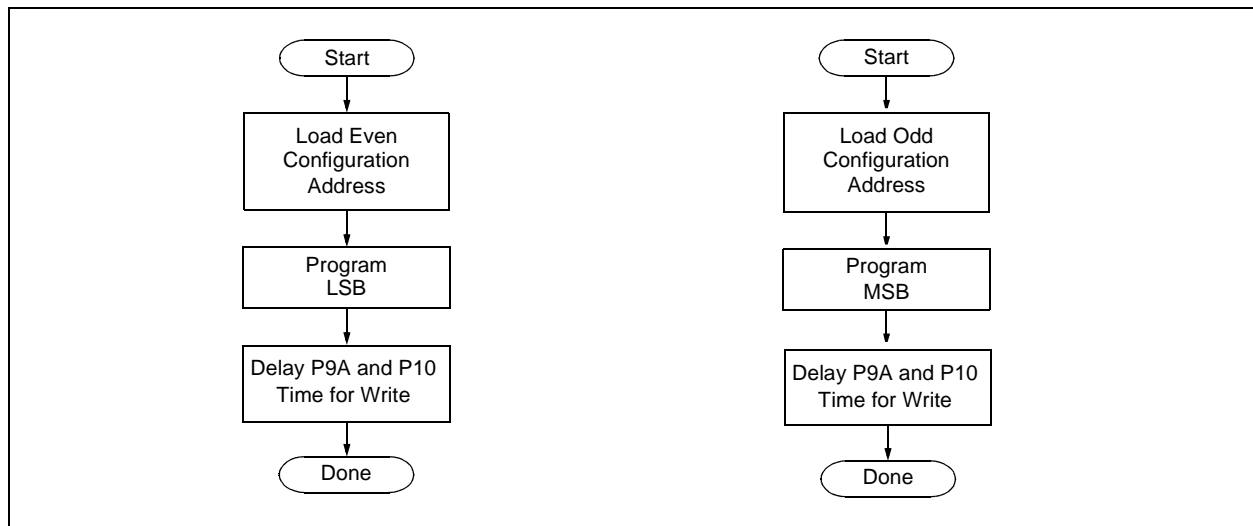 Start
Load Even
Configuration
Address
Program
LSB
Delay P9A and P10
Time for Write
Done
Start
Load Odd
Configuration
Address
Program
MSB
Delay P9A and P10
Time for Write
Done